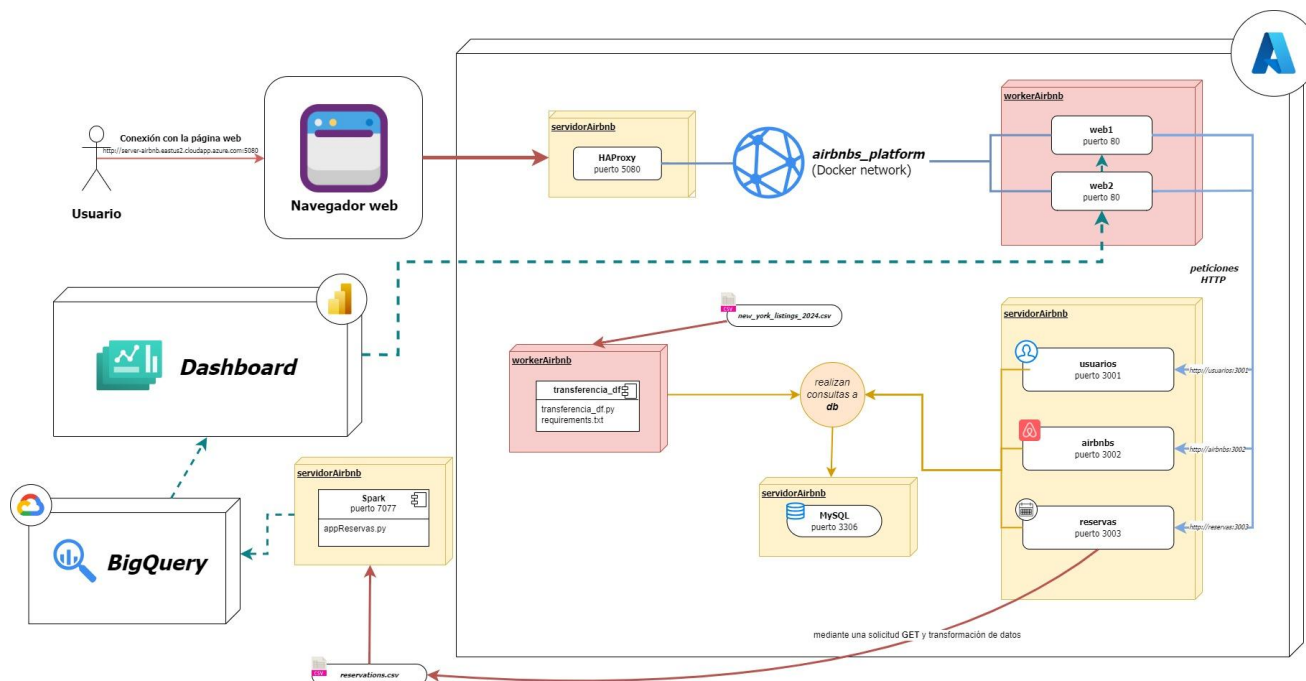 Conexión con la página web
http://server-airbnb.eastus2.cloudapp.azure.com:5080
Usuario
Navegador web
servidorAirbnb
HAProxy
puerto 5080
airbnbs_platform
(Docker network)
workerAirbnb
web1
puerto 80
web2
puerto 80
peticiones
HTTP
Dashboard
CSV
new_york_listings_2024.csv
workerAirbnb
transferencia_df
transferencia_df.py
requirements.txt
realizan
consultas a
db
servidorAirbnb
MySQL
puerto 3306
servidorAirbnb
usuarios
puerto 3001
http://usuarios:3001
airbnbs
puerto 3002
http://airbnbs:3002
reservas
puerto 3003
http://reservas:3003
servidorAirbnb
Spark
puerto 7077
appReservas.py
BigQuery
mediante una solicitud GET y transformación de datos
CSV
reservations.csv